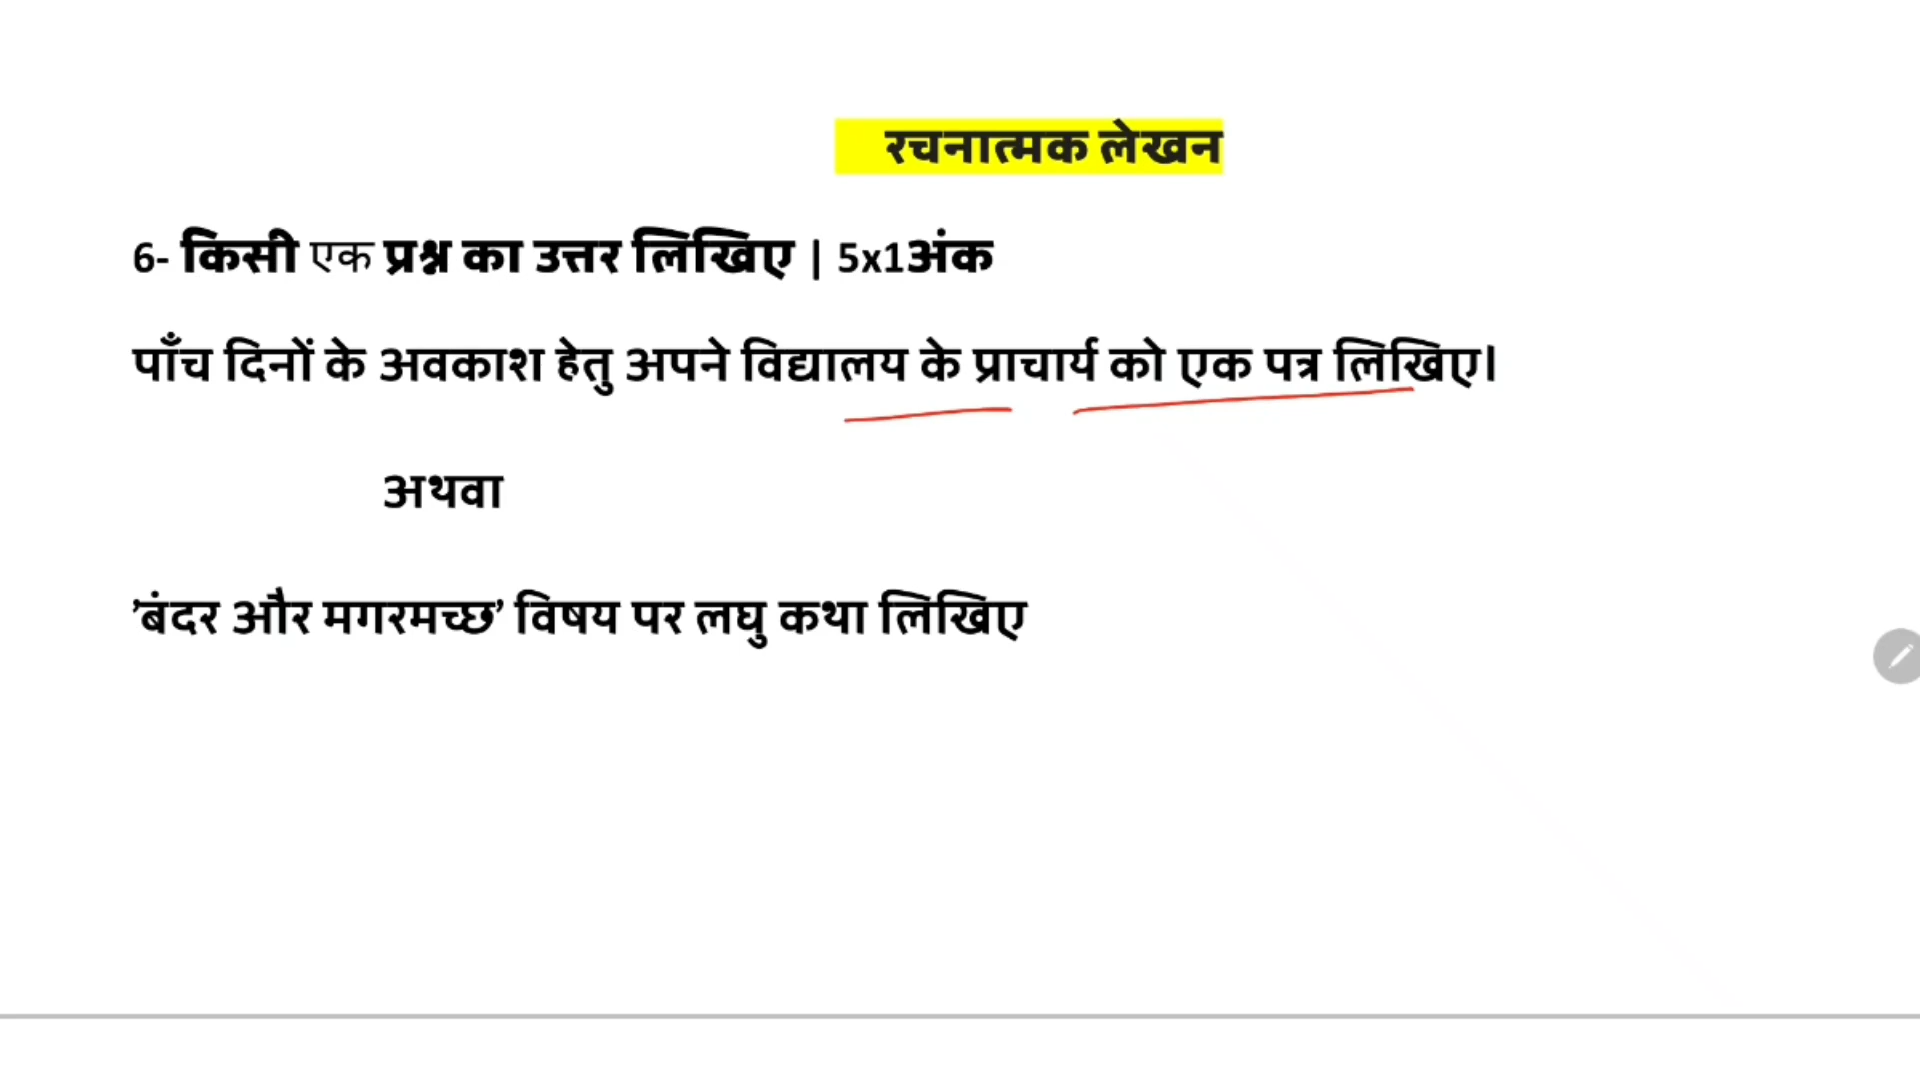 रचनात्मक लेखन
6- किसी एक प्रश्न का उत्तर लिखिए | 5x1अंक
पाँच दिनों के अवकाश हेतु अपने विद्यालय के प्राचार्य को एक पत्र लिखिए।
अथवा
’बंदर और मगरमच्छ’ विषय पर लघु कथा लिखिए